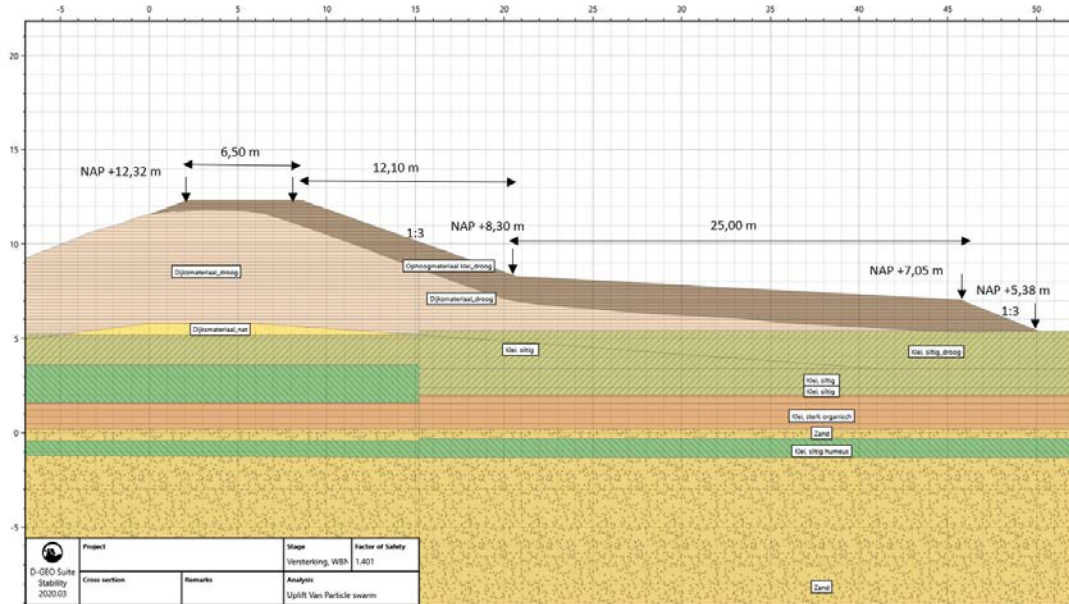 -5 0 5 10 15 20 25 30 35 40 45 50
20
15
10
5
0
-5
6,50 m
NAP +12,32 m
12,10 m
NAP +8,30 m
25,00 m
1:3
NAP +7,05 m
NAP +5,38 m
1:3
Dijksmateriaal_droog
Ophoogmateriaal klei_droog
Dijksmateriaal_droog
Dijksmateriaal_nat
Klei. siltig
Klei. siltig_droog
Klei. siltig
Klei. siltig
Klei. sterk organisch
Zand
Klei. siltig humeus
Zand
D-GEO Suite
Stability
2020.03
Project
Stage
Factor of Safety
Versterking, WBN
1,401
Cross section
Remarks
Analysis
Uplift Van Particle swarm